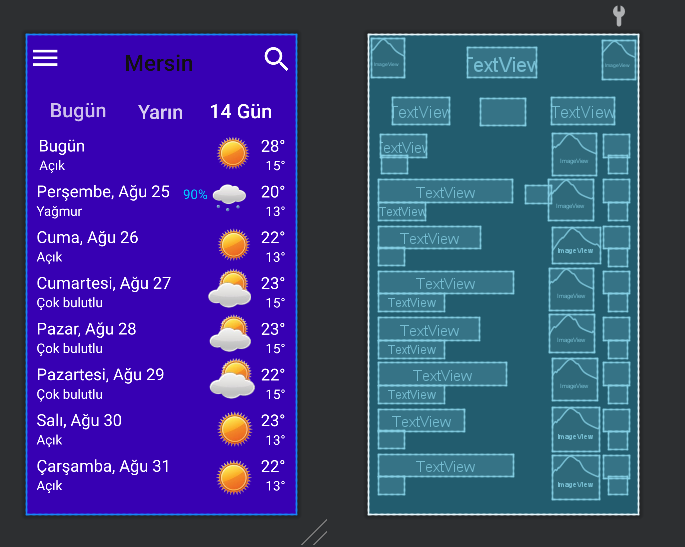 Mersin
Bugün Yarın 14 Gün
Bugün 28°
Açık 15°
Perşembe, Ağu 25 90% 20°
Yağmur 13°
Cuma, Ağu 26 22°
Açık 13°
Cumartesi, Ağu 27 23°
Çok bulutlu 15°
Pazar, Ağu 28 23°
Çok bulutlu 15°
Pazartesi, Ağu 29 22°
Çok bulutlu 15°
Salı, Ağu 30 23°
Açık 13°
Çarşamba, Ağu 31 22°
Açık 13°
ImageView TextView ImageView
TextView TextView
TextView ImageView
TextView ImageView
TextView
TextView ImageView
TextView ImageView
TextView
TextView ImageView
TextView
TextView ImageView
TextView
TextView ImageView
TextView ImageView